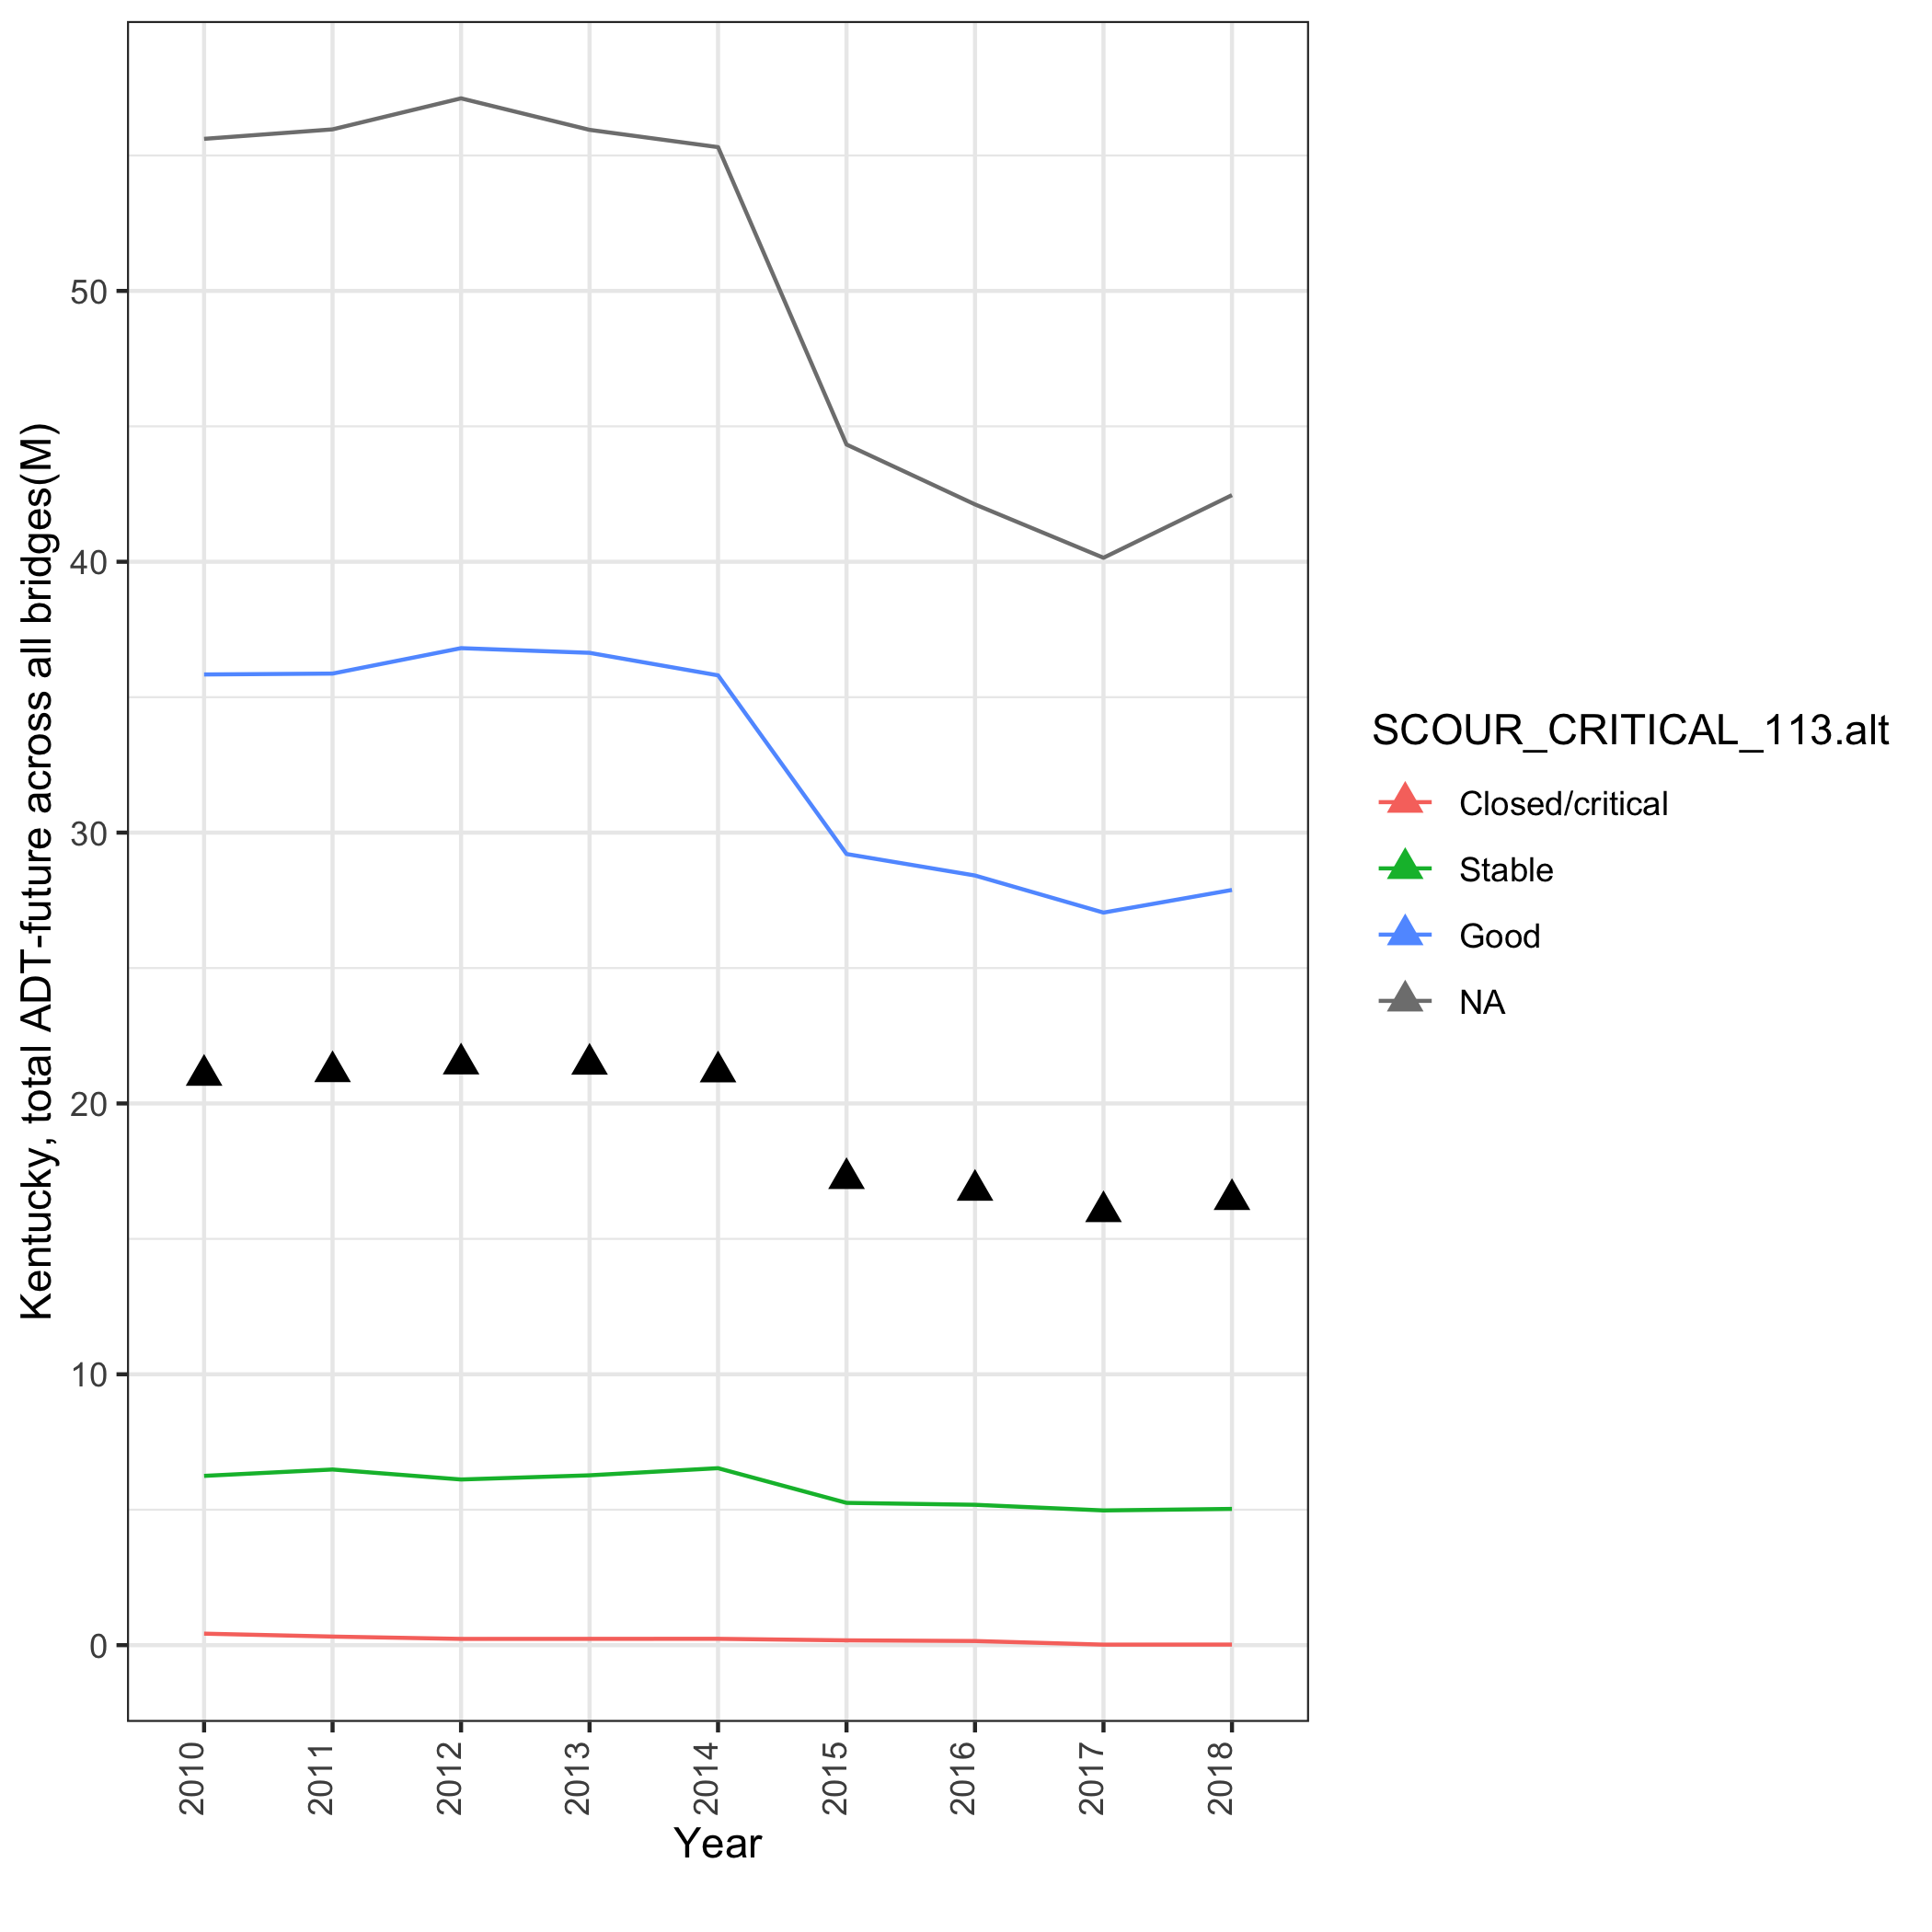 Kentucky, total ADT-future across all bridges(M)
50
40
30
20
10
0
2010
2011
2012
2013
2014
2015
2016
2017
2018
Year
SCOUR_CRITICAL_113.alt
Closed/critical
Stable
Good
NA